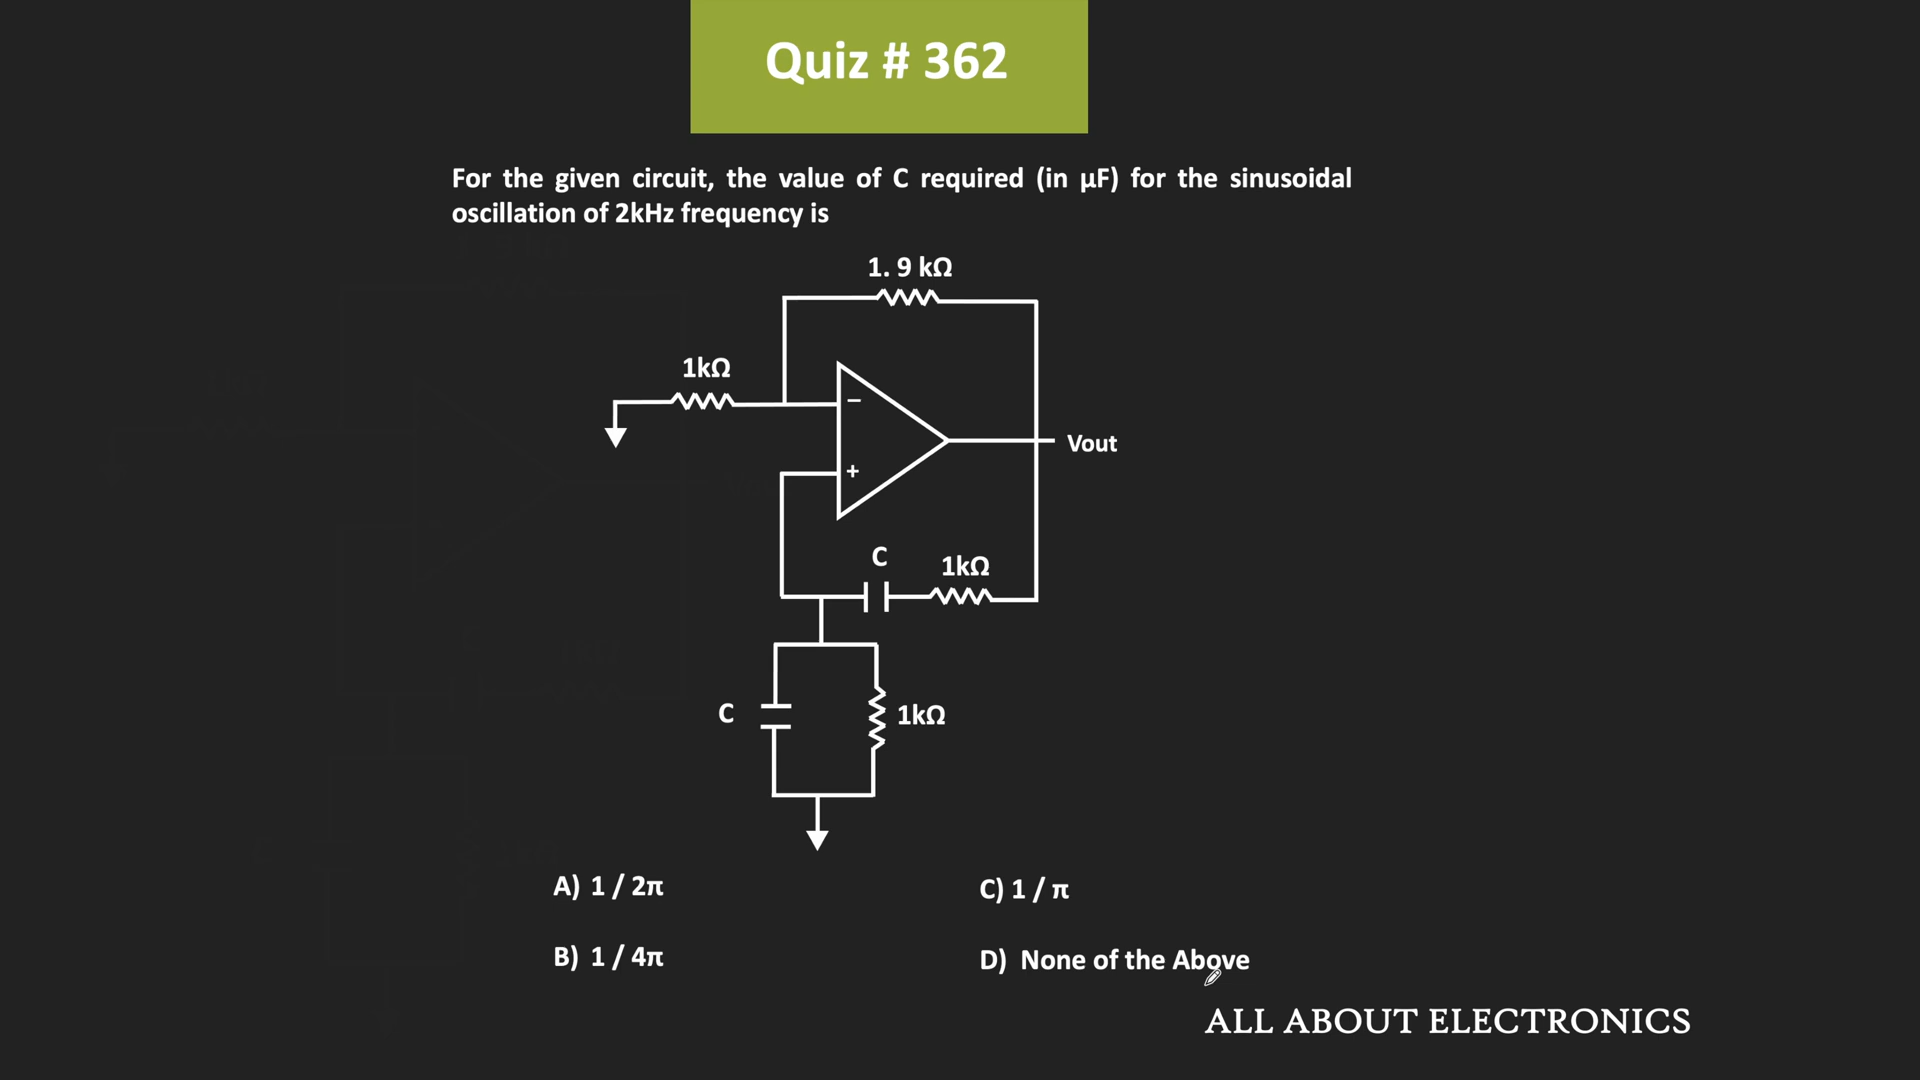 Quiz # 362
For the given circuit, the value of C required (in µF) for the sinusoidal
oscillation of 2kHz frequency is
1. 9 kΩ
1kΩ
−
+
Vout
C
1kΩ
C
1kΩ
A) 1 / 2π
C) 1 / π
B) 1 / 4π
D) None of the Above
ALL ABOUT ELECTRONICS